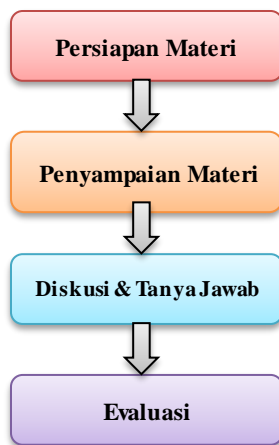 Persiapan Materi
Penyampaian Materi
Diskusi & Tanya Jawab
Evaluasi